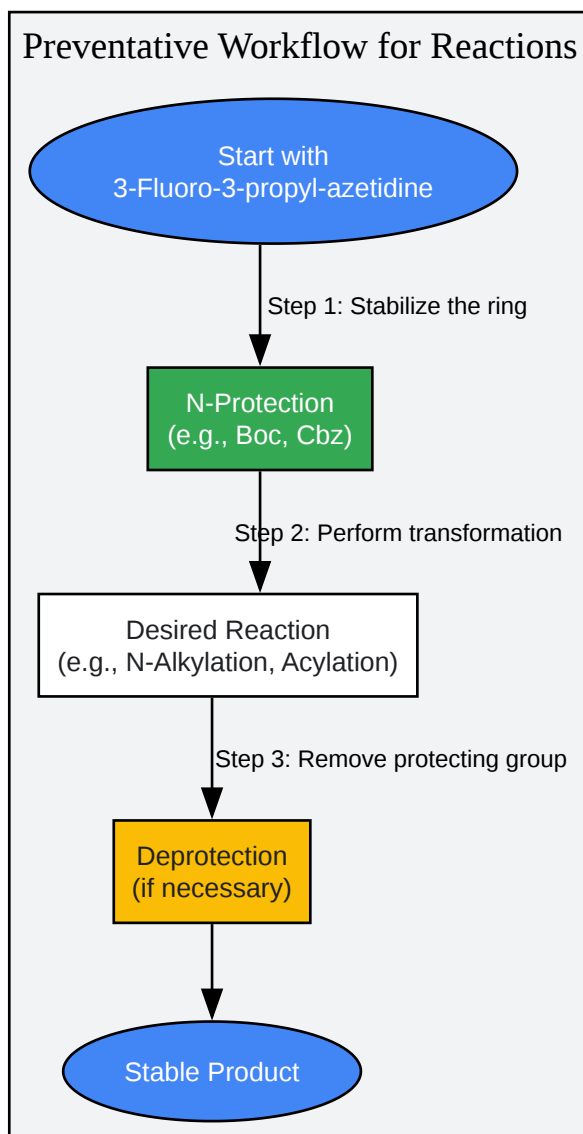 Preventative Workflow for Reactions
Start with
3-Fluoro-3-propyl-azetidine
Step 1: Stabilize the ring
N-Protection
(e.g., Boc, Cbz)
Step 2: Perform transformation
Desired Reaction
(e.g., N-Alkylation, Acylation)
Step 3: Remove protecting group
Deprotection
(if necessary)
Stable Product